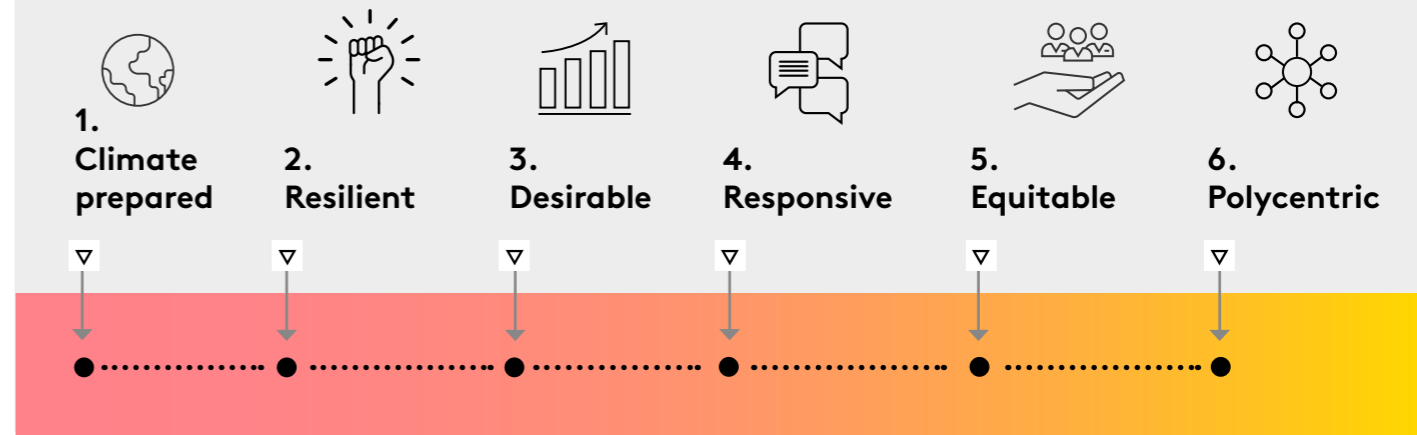 1.
Climate
prepared
2.
Resilient
3.
Desirable
4.
Responsive
5.
Equitable
6.
Polycentric